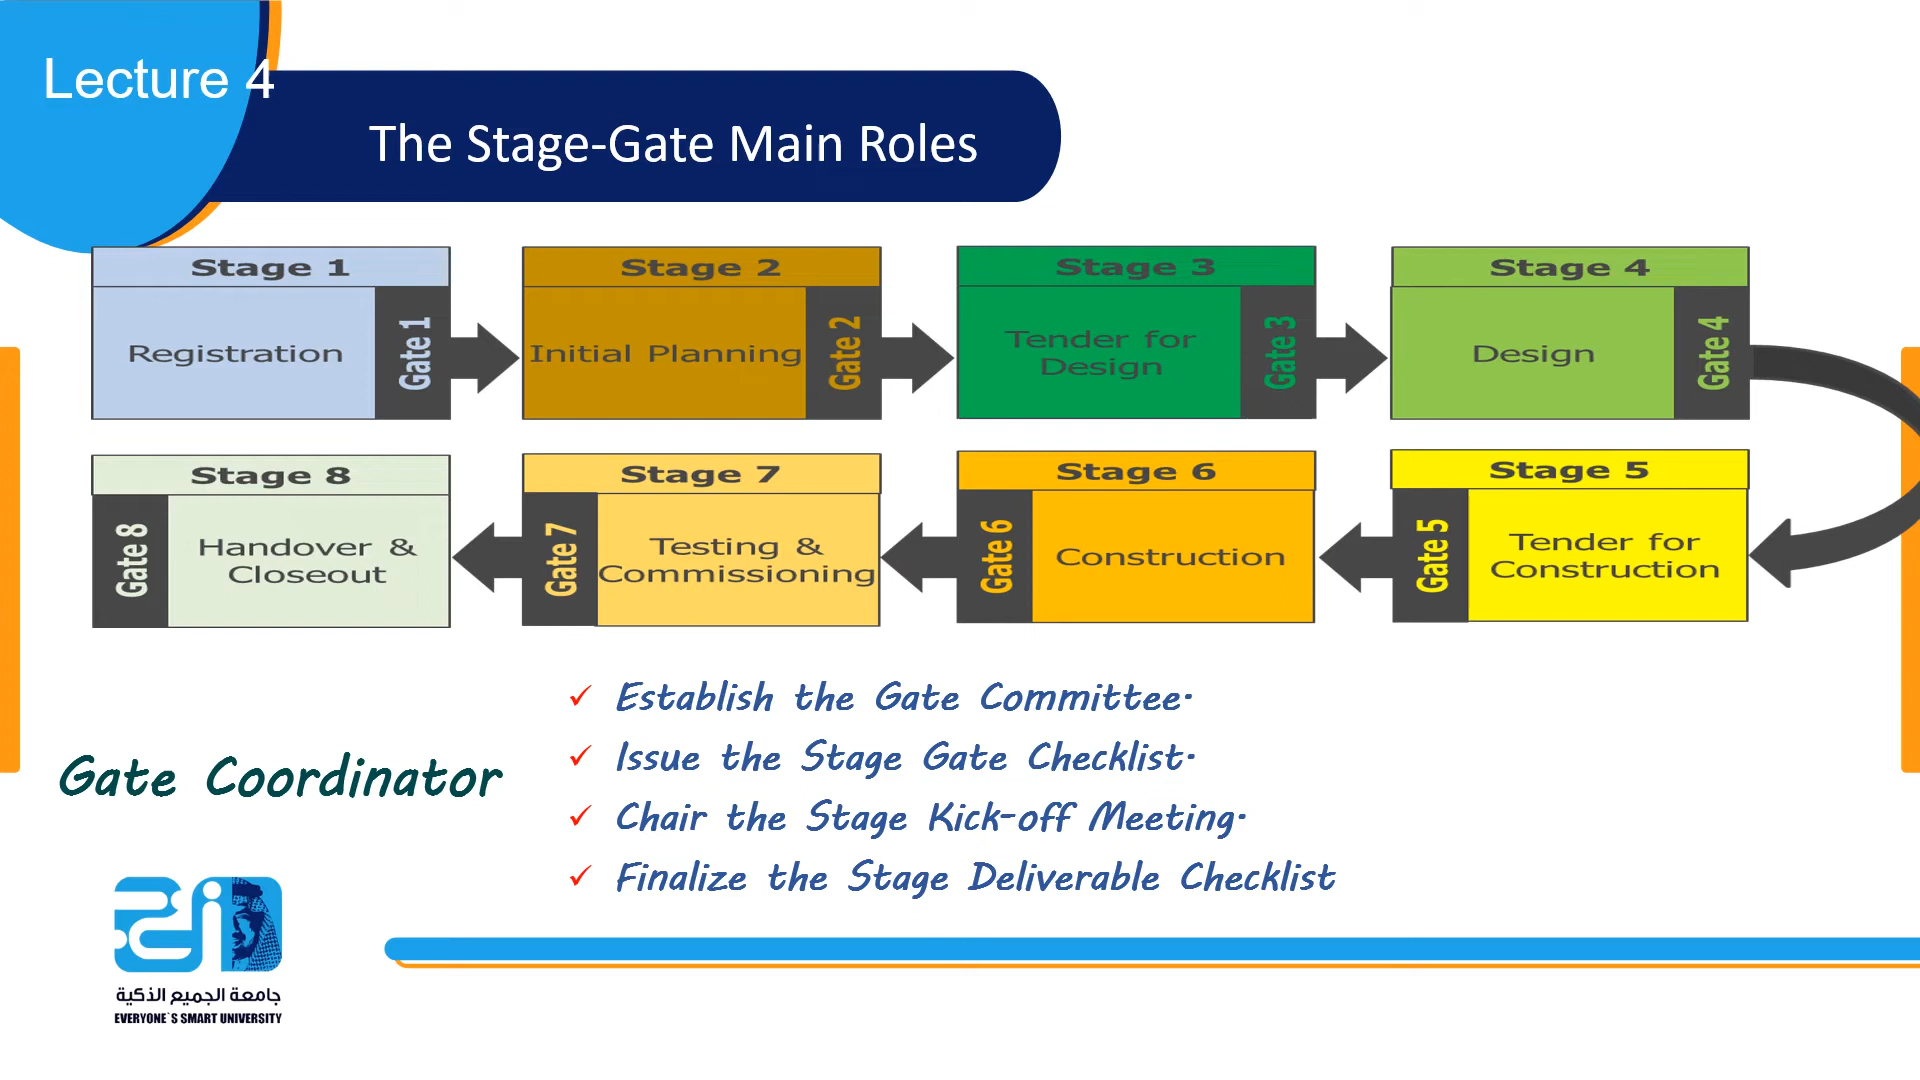 Lecture 4
The Stage-Gate Main Roles
Stage 1
Registration
Gate 1
Stage 2
Initial Planning
Gate 2
Stage 3
Tender for
Design
Gate 3
Stage 4
Design
Gate 4
Stage 5
Tender for
Construction
Gate 5
Stage 6
Construction
Gate 6
Stage 7
Testing &
Commissioning
Gate 7
Stage 8
Handover &
Closeout
Gate 8
Gate Coordinator
✓ Establish the Gate Committee.
✓ Issue the Stage Gate Checklist.
✓ Chair the Stage Kick-off Meeting.
✓ Finalize the Stage Deliverable Checklist
جامعة الجميع الذكية
EVERYONE`S SMART UNIVERSITY